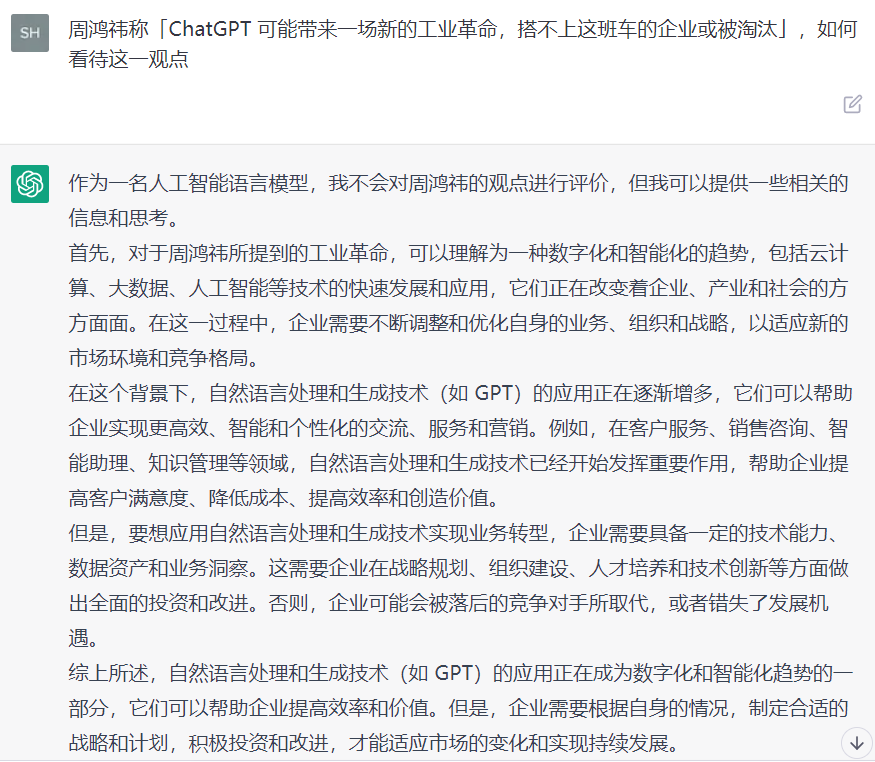 SH
周鸿祎称「ChatGPT 可能带来一场新的工业革命，搭不上这班车的企业或被淘汰」，如何
看待这一观点
作为一名人工智能语言模型，我不会对周鸿祎的观点进行评价，但我可以提供一些相关的
信息和思考。
首先，对于周鸿祎所提到的工业革命，可以理解为一种数字化和智能化的趋势，包括云计
算、大数据、人工智能等技术的快速发展和应用，它们正在改变着企业、产业和社会的方
方面面。在这一过程中，企业需要不断调整和优化自身的业务、组织和战略，以适应新的
市场环境和竞争格局。
在这个背景下，自然语言处理和生成技术（如 GPT）的应用正在逐渐增多，它们可以帮助
企业实现更高效、智能和个性化的交流、服务和营销。例如，在客户服务、销售咨询、智
能助理、知识管理等领域，自然语言处理和生成技术已经开始发挥重要作用，帮助企业提
高客户满意度、降低成本、提高效率和创造价值。
但是，要想应用自然语言处理和生成技术实现业务转型，企业需要具备一定的技术能力、
数据资产和业务洞察。这需要企业在战略规划、组织建设、人才培养和技术创新等方面做
出全面的投资和改进。否则，企业可能会被落后的竞争对手所取代，或者错失了发展机
遇。
综上所述，自然语言处理和生成技术（如 GPT）的应用正在成为数字化和智能化趋势的一
部分，它们可以帮助企业提高效率和价值。但是，企业需要根据自身的情况，制定合适的
战略和计划，积极投资和改进，才能适应市场的变化和实现持续发展。